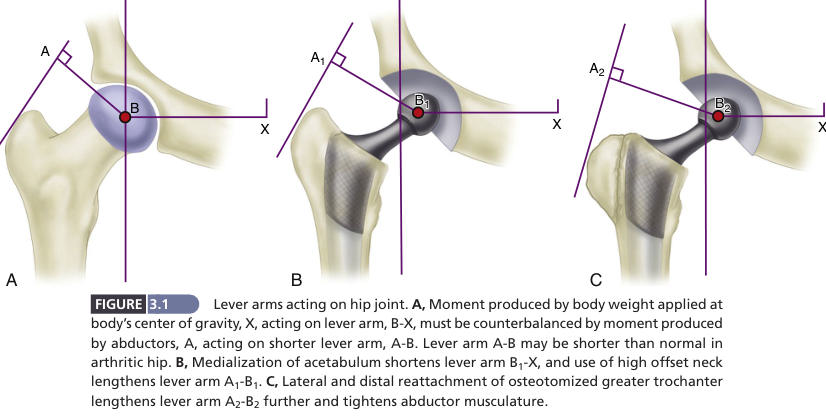 A
B
X
A
A₁
B₁
X
B
A₂
B₂
X
C
FIGURE 3.1 Lever arms acting on hip joint. A, Moment produced by body weight applied at
body's center of gravity, X, acting on lever arm, B-X, must be counterbalanced by moment produced
by abductors, A, acting on shorter lever arm, A-B. Lever arm A-B may be shorter than normal in
arthritic hip. B, Medialization of acetabulum shortens lever arm B₁-X, and use of high offset neck
lengthens lever arm A₁-B₁. C, Lateral and distal reattachment of osteotomized greater trochanter
lengthens lever arm A₂-B₂ further and tightens abductor musculature.